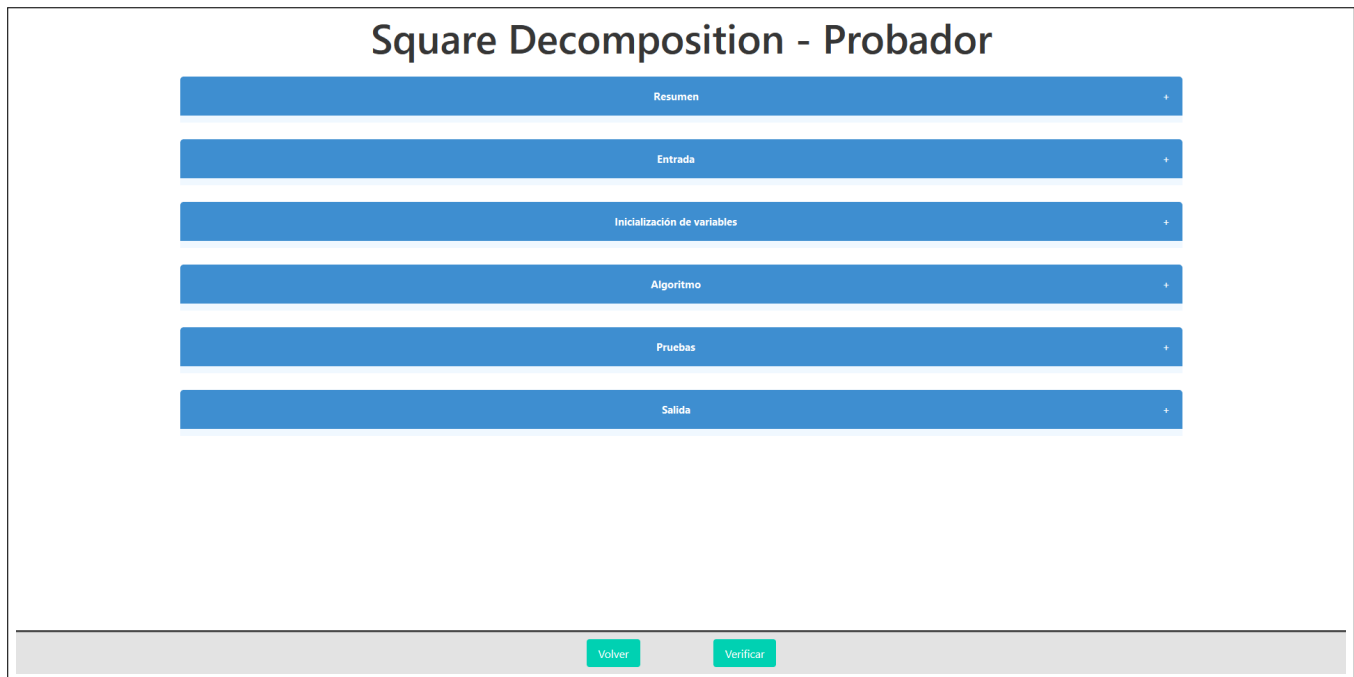 Square Decomposition - Probador
Resumen +
Entrada +
Inicialización de variables +
Algoritmo +
Pruebas +
Salida +
Volver Verificar